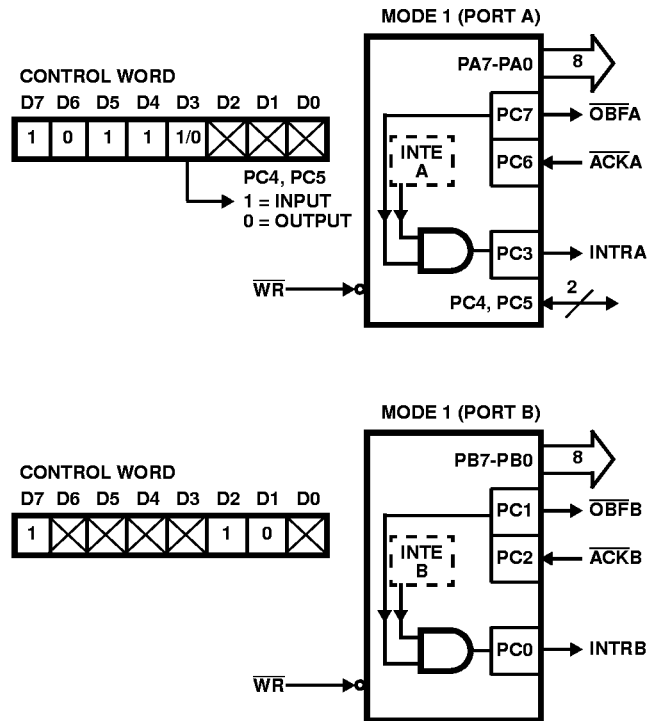 MODE 1 (PORT A)
CONTROL WORD
D7 D6 D5 D4 D3 D2 D1 D0
1 0 1 1 1/0
PC4, PC5
1 = INPUT
0 = OUTPUT
PA7-PA0
8
PC7
OBFA
INTE
A
PC6
ACKA
PC3
INTRA
WR
PC4, PC5
2
MODE 1 (PORT B)
CONTROL WORD
D7 D6 D5 D4 D3 D2 D1 D0
1 1 0
PB7-PB0
8
PC1
OBFB
INTE
B
PC2
ACKB
PC0
INTRB
WR